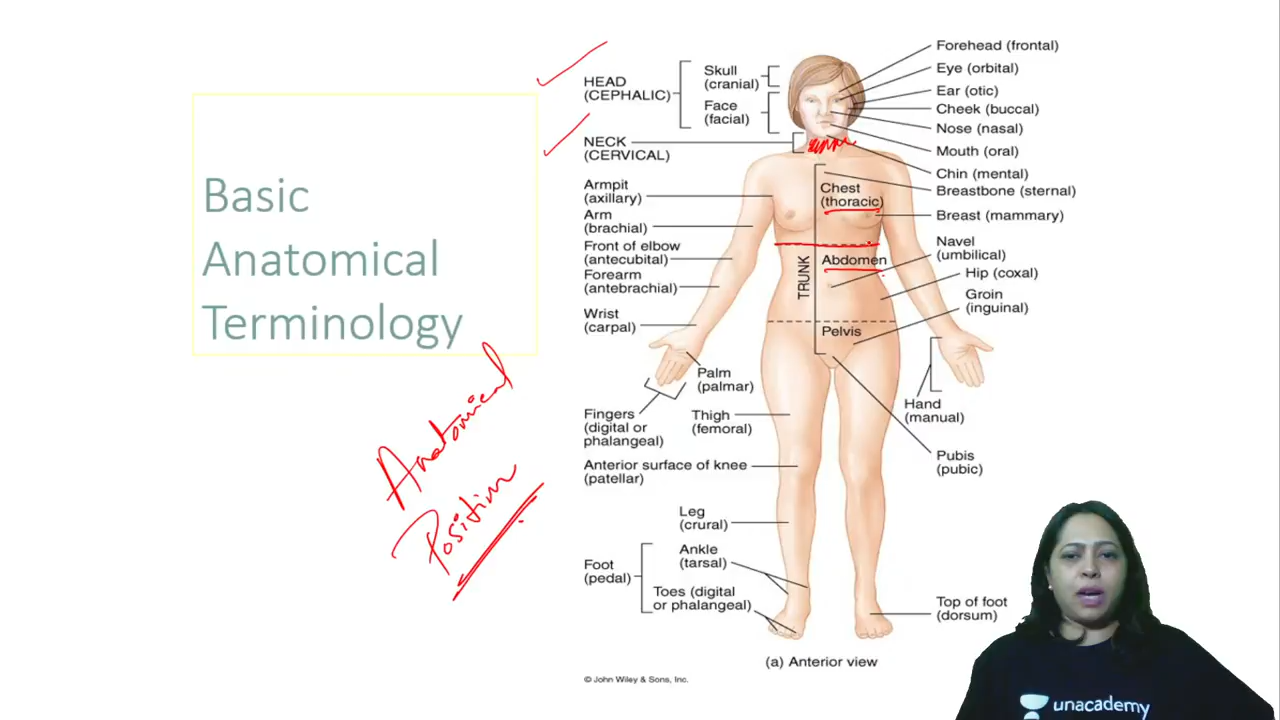 Basic
Anatomical
Terminology
Anatomical
Position
HEAD
(CEPHALIC)
Skull
(cranial)
Face
(facial)
NECK
(CERVICAL)
Armpit
(axillary)
Arm
(brachial)
Front of elbow
(antecubital)
Forearm
(antebrachial)
Wrist
(carpal)
Palm
(palmar)
Fingers
(digital or
phalangeal)
Thigh
(femoral)
Anterior surface of knee
(patellar)
Leg
(crural)
Foot
(pedal)
Ankle
(tarsal)
Toes (digital
or phalangeal)
Chest
(thoracic)
Abdomen
TRUNK
Pelvis
Forehead (frontal)
Eye (orbital)
Ear (otic)
Cheek (buccal)
Nose (nasal)
Mouth (oral)
Chin (mental)
Breastbone (sternal)
Breast (mammary)
Navel
(umbilical)
Hip (coxal)
Groin
(inguinal)
Hand
(manual)
Pubis
(pubic)
Top of foot
(dorsum)
(a) Anterior view
© John Wiley & Sons, Inc.
unacademy